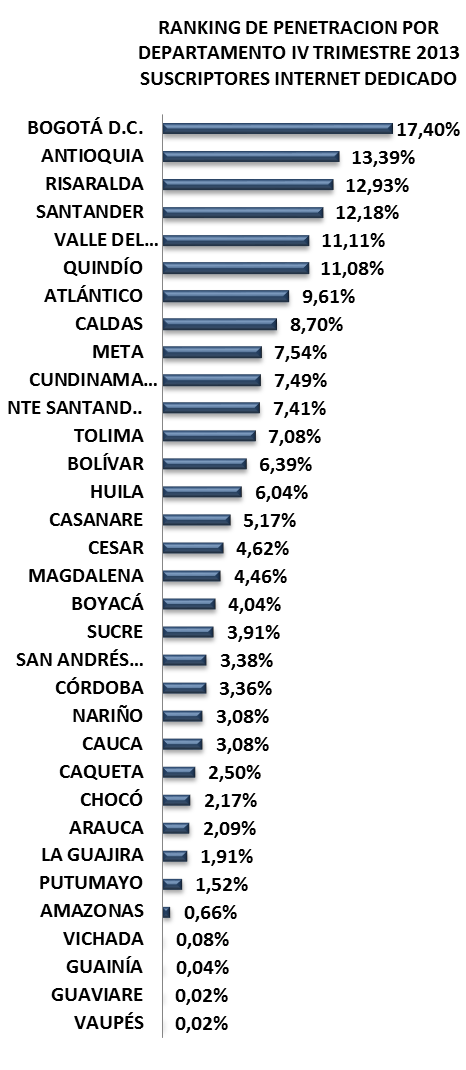 RANKING DE PENETRACION POR
DEPARTAMENTO IV TRIMESTRE 2013
SUSCRIPTORES INTERNET DEDICADO
BOGOTÁ D.C. 17,40%
ANTIOQUIA 13,39%
RISARALDA 12,93%
SANTANDER 12,18%
VALLE DEL... 11,11%
QUINDÍO 11,08%
ATLÁNTICO 9,61%
CALDAS 8,70%
META 7,54%
CUNDINAMA... 7,49%
NTE SANTAND.. 7,41%
TOLIMA 7,08%
BOLÍVAR 6,39%
HUILA 6,04%
CASANARE 5,17%
CESAR 4,62%
MAGDALENA 4,46%
BOYACÁ 4,04%
SUCRE 3,91%
SAN ANDRÉS... 3,38%
CÓRDOBA 3,36%
NARIÑO 3,08%
CAUCA 3,08%
CAQUETA 2,50%
CHOCÓ 2,17%
ARAUCA 2,09%
LA GUAJIRA 1,91%
PUTUMAYO 1,52%
AMAZONAS 0,66%
VICHADA 0,08%
GUAINÍA 0,04%
GUAVIARE 0,02%
VAUPÉS 0,02%